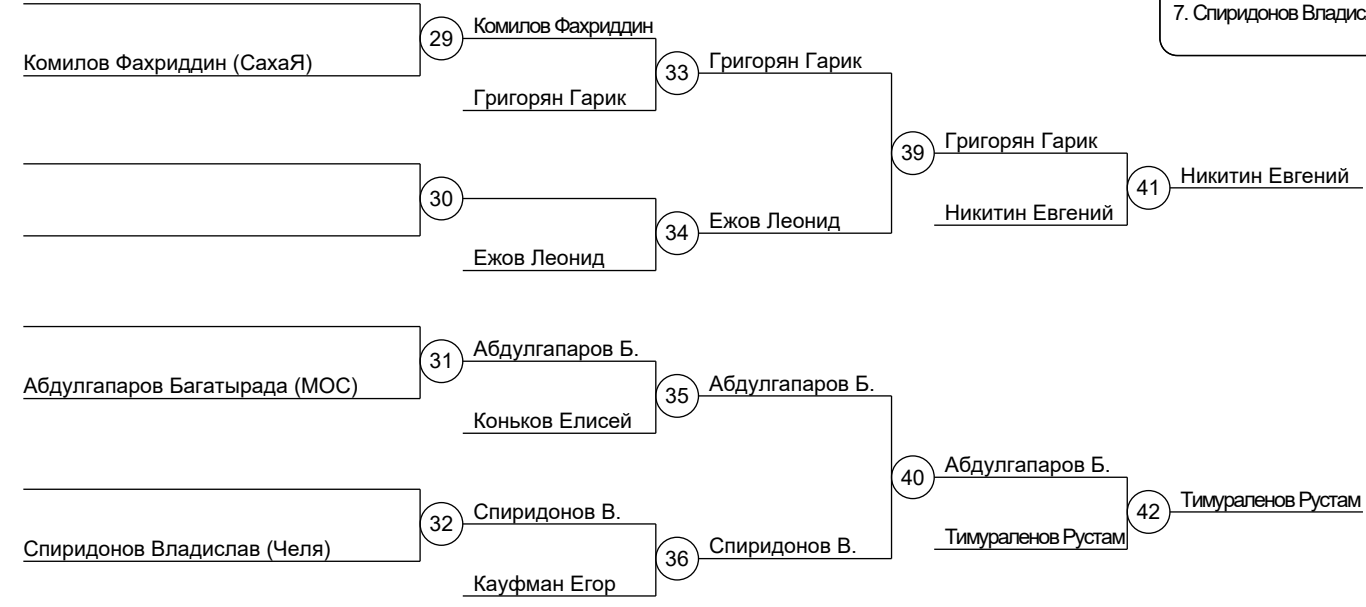 7. Спиридонов Владис
29
Комилов Фахриддин
Комилов Фахриддин (СахаЯ)
33
Григорян Гарик
Григорян Гарик
39
Григорян Гарик
30
41
Никитин Евгений
34
Ежов Леонид
Никитин Евгений
Ежов Леонид
31
Абдулгапаров Б.
Абдулгапаров Багатырада (МОС)
35
Абдулгапаров Б.
Коньков Елисей
40
Абдулгапаров Б.
32
Спиридонов В.
42
Тимураленов Рустам
Спиридонов Владислав (Челя)
36
Спиридонов В.
Тимураленов Рустам
Кауфман Егор